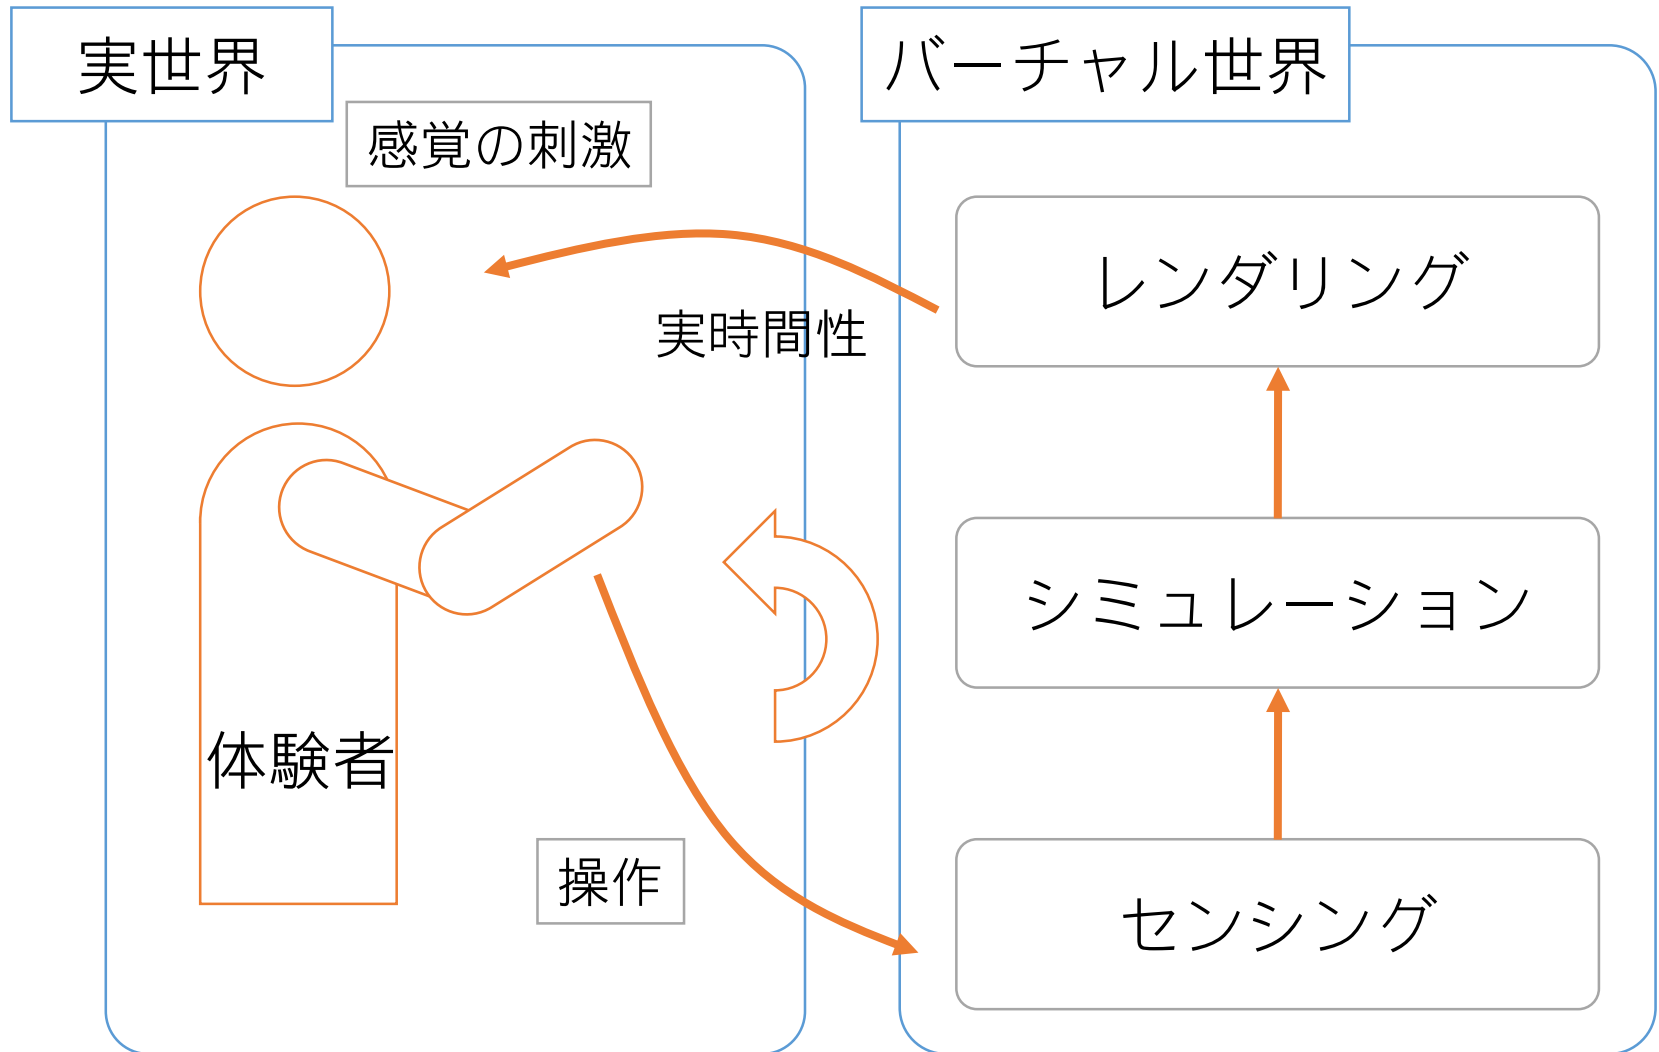 実世界
バーチャル世界
感覚の刺激
レンダリング
実時間性
シミュレーション
体験者
操作
センシング